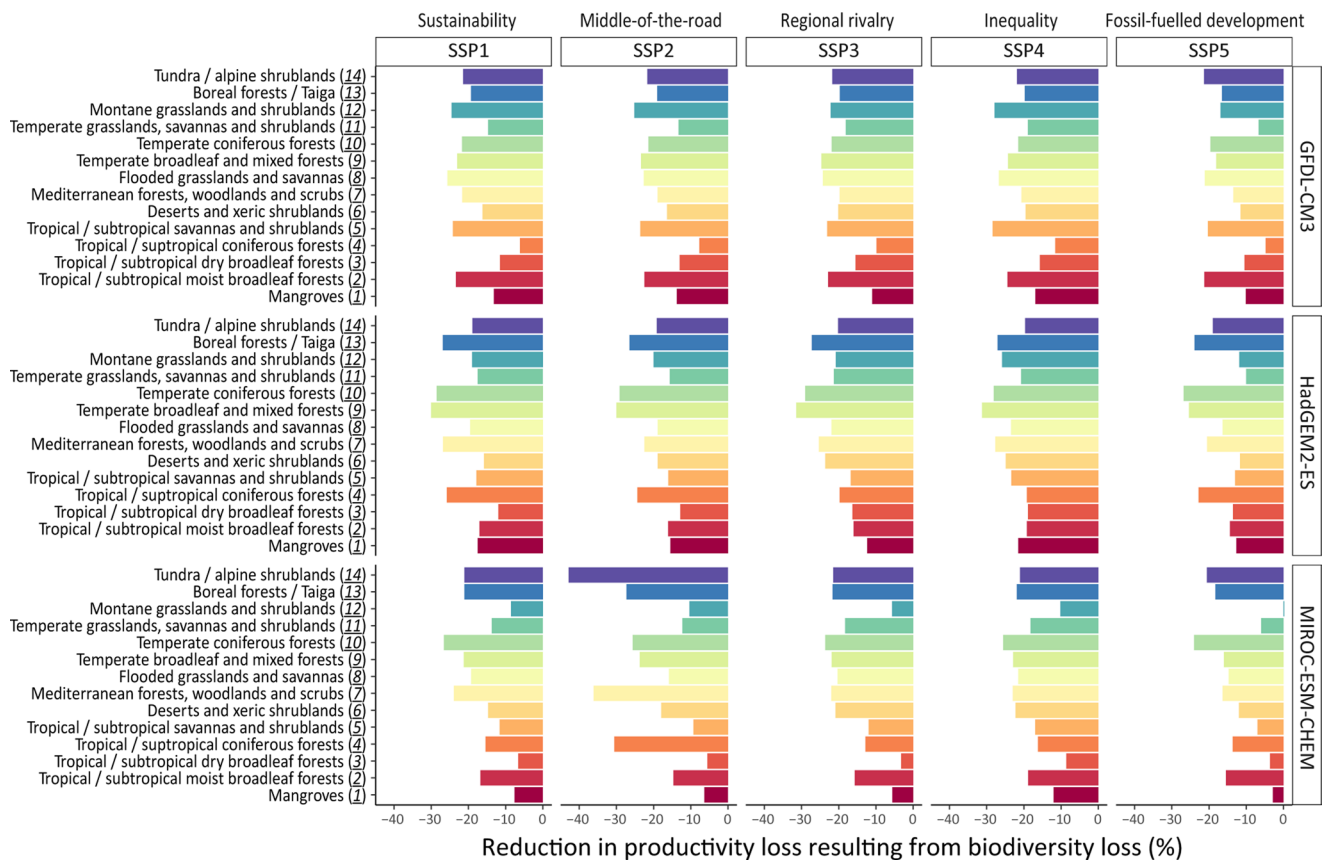 Sustainability Middle-of-the-road Regional rivalry Inequality Fossil-fuelled development
SSP1 SSP2 SSP3 SSP4 SSP5
Tundra / alpine shrublands (14)
Boreal forests / Taiga (13)
Montane grasslands and shrublands (12)
Temperate grasslands, savannas and shrublands (11)
Temperate coniferous forests (10)
Temperate broadleaf and mixed forests (9)
Flooded grasslands and savannas (8)
Mediterranean forests, woodlands and scrubs (7)
Deserts and xeric shrublands (6)
Tropical / subtropical savannas and shrublands (5)
Tropical / suptropical coniferous forests (4)
Tropical / subtropical dry broadleaf forests (3)
Tropical / subtropical moist broadleaf forests (2)
Mangroves (1)
GFDL-CM3
Tundra / alpine shrublands (14)
Boreal forests / Taiga (13)
Montane grasslands and shrublands (12)
Temperate grasslands, savannas and shrublands (11)
Temperate coniferous forests (10)
Temperate broadleaf and mixed forests (9)
Flooded grasslands and savannas (8)
Mediterranean forests, woodlands and scrubs (7)
Deserts and xeric shrublands (6)
Tropical / subtropical savannas and shrublands (5)
Tropical / suptropical coniferous forests (4)
Tropical / subtropical dry broadleaf forests (3)
Tropical / subtropical moist broadleaf forests (2)
Mangroves (1)
HadGEM2-ES
Tundra / alpine shrublands (14)
Boreal forests / Taiga (13)
Montane grasslands and shrublands (12)
Temperate grasslands, savannas and shrublands (11)
Temperate coniferous forests (10)
Temperate broadleaf and mixed forests (9)
Flooded grasslands and savannas (8)
Mediterranean forests, woodlands and scrubs (7)
Deserts and xeric shrublands (6)
Tropical / subtropical savannas and shrublands (5)
Tropical / suptropical coniferous forests (4)
Tropical / subtropical dry broadleaf forests (3)
Tropical / subtropical moist broadleaf forests (2)
Mangroves (1)
MIROC-ESM-CHEM
−40 −30 −20 −10 0 −40 −30 −20 −10 0 −40 −30 −20 −10 0 −40 −30 −20 −10 0 −40 −30 −20 −10 0
Reduction in productivity loss resulting from biodiversity loss (%)